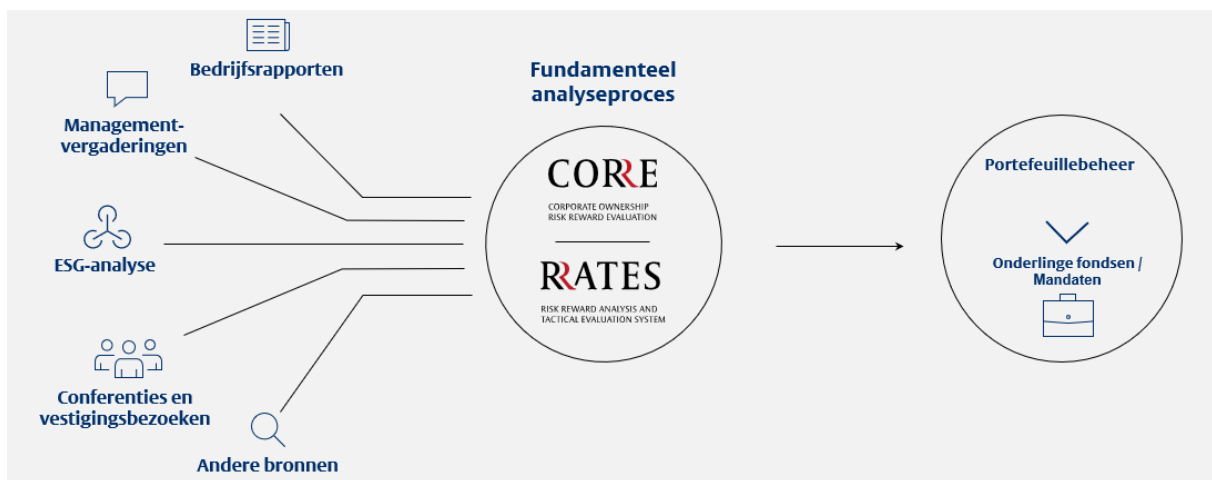 Bedrijfsrapporten
Management-
vergaderingen
ESG-analyse
Conferenties en
vestigingsbezoeken
Andere bronnen
Fundamenteel
analyseproces
CORRE
CORPORATE OWNERSHIP
RISK REWARD EVALUATION
RRATES
RISK REWARD ANALYSIS AND
TACTICAL EVALUATION SYSTEM
Portefeuillebeheer
Onderlinge fondsen /
Mandaten